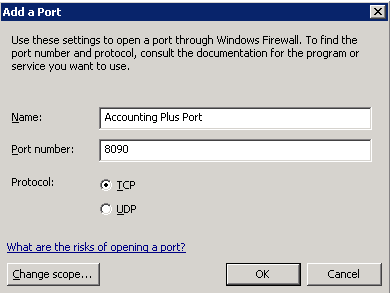 Add a Port
Use these settings to open a port through Windows Firewall. To find the
port number and protocol, consult the documentation for the program or
service you want to use.
Name: Accounting Plus Port
Port number: 8090
Protocol: TCP
UDP
What are the risks of opening a port?
Change scope... OK Cancel